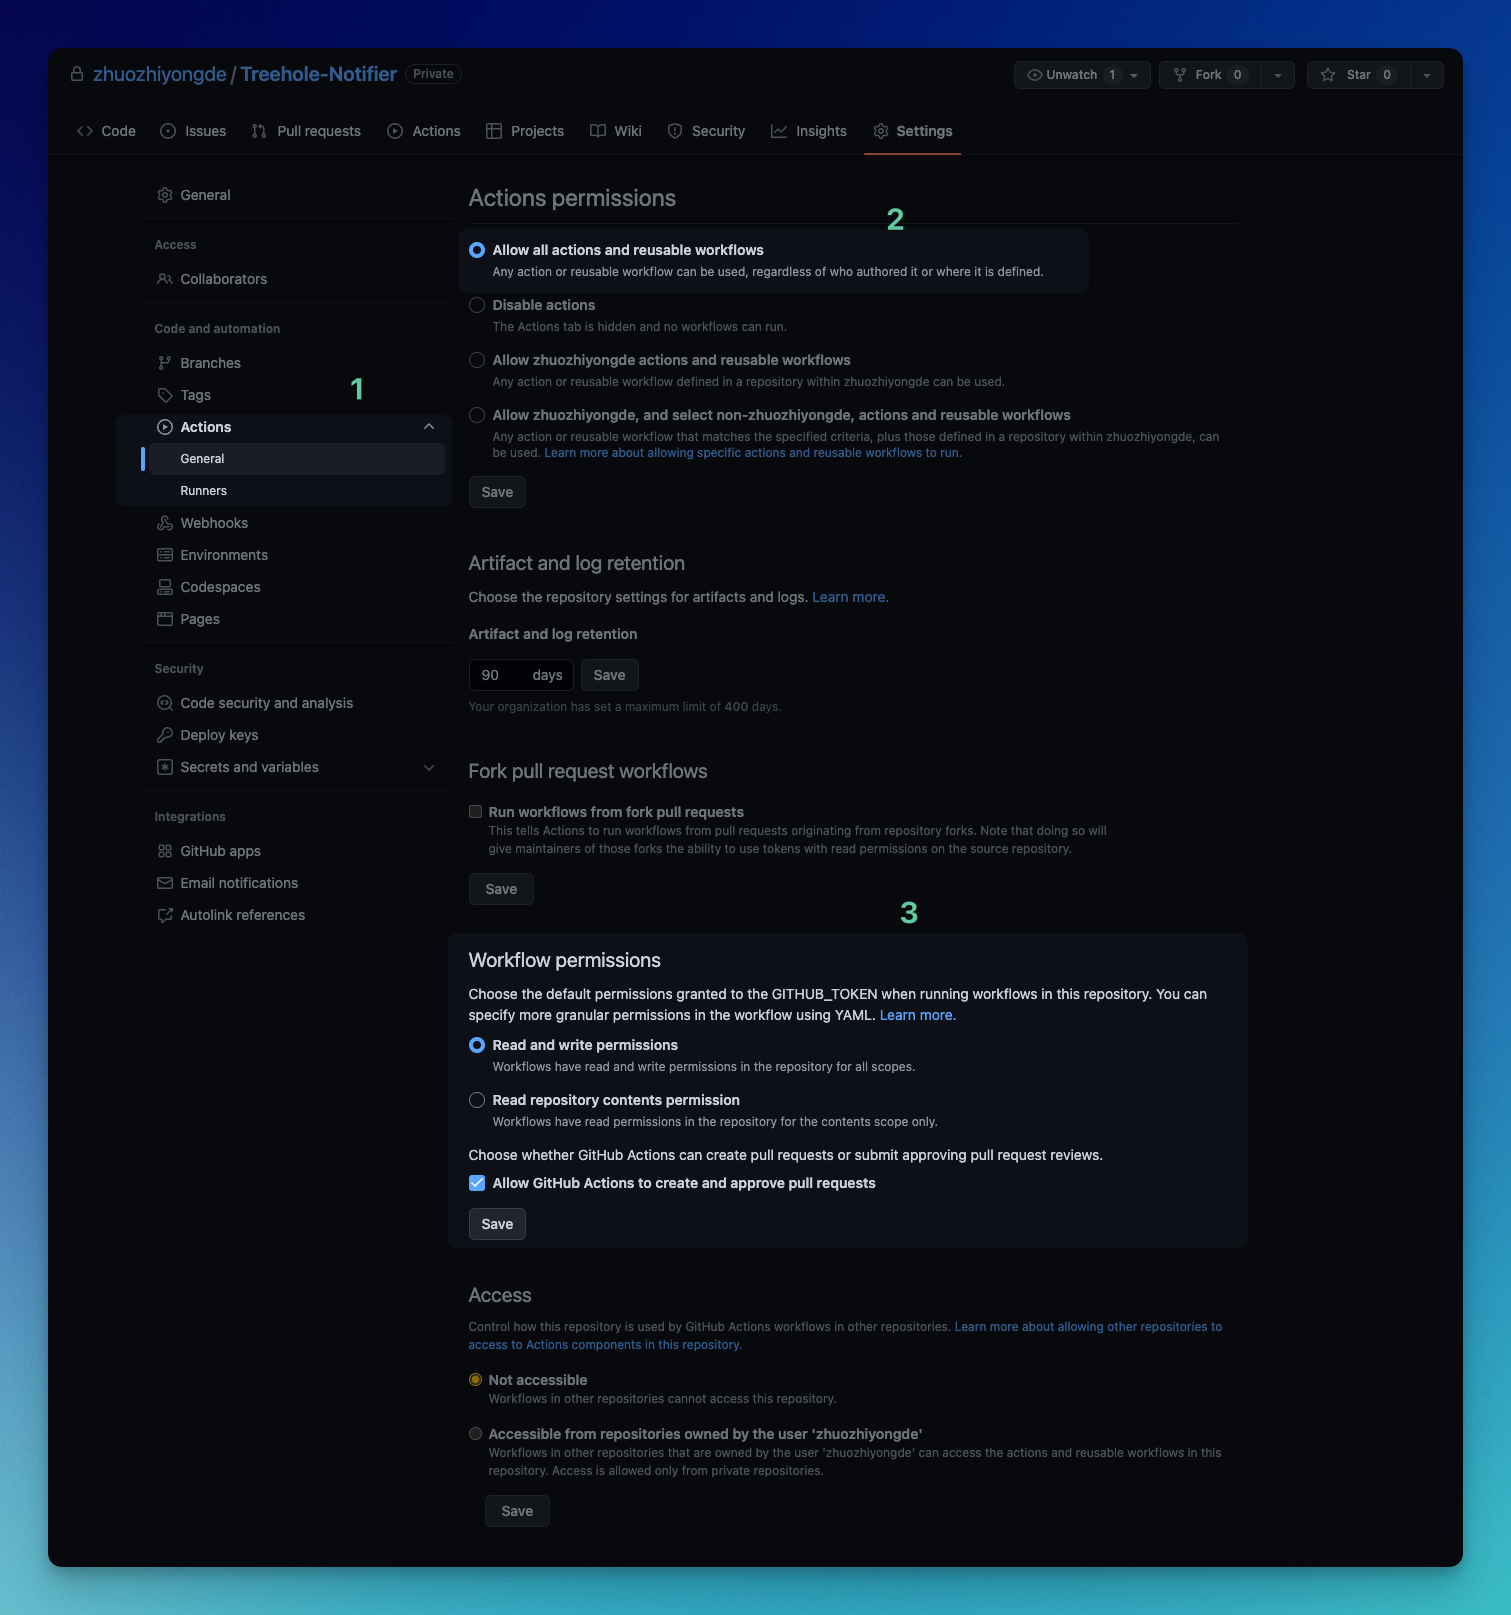 zhuozhiyongde / Treehole-Notifier Private
Unwatch 1
Fork 0
Star 0
Code
Issues
Pull requests
Actions
Projects
Wiki
Security
Insights
Settings
General
Access
Collaborators
Code and automation
Branches
Tags
1
Actions
General
Runners
Webhooks
Environments
Codespaces
Pages
Security
Code security and analysis
Deploy keys
Secrets and variables
Integrations
GitHub apps
Email notifications
Autolink references
Actions permissions
2
Allow all actions and reusable workflows
Any action or reusable workflow can be used, regardless of who authored it or where it is defined.
Disable actions
The Actions tab is hidden and no workflows can run.
Allow zhuozhiyongde actions and reusable workflows
Any action or reusable workflow defined in a repository within zhuozhiyongde can be used.
Allow zhuozhiyongde, and select non-zhuozhiyongde, actions and reusable workflows
Any action or reusable workflow that matches the specified criteria, plus those defined in a repository within zhuozhiyongde, can
be used. Learn more about allowing specific actions and reusable workflows to run.
Save
Artifact and log retention
Choose the repository settings for artifacts and logs. Learn more.
Artifact and log retention
90 days
Save
Your organization has set a maximum limit of 400 days.
Fork pull request workflows
Run workflows from fork pull requests
This tells Actions to run workflows from pull requests originating from repository forks. Note that doing so will
give maintainers of those forks the ability to use tokens with read permissions on the source repository.
Save
3
Workflow permissions
Choose the default permissions granted to the GITHUB_TOKEN when running workflows in this repository. You can
specify more granular permissions in the workflow using YAML. Learn more.
Read and write permissions
Workflows have read and write permissions in the repository for all scopes.
Read repository contents permission
Workflows have read permissions in the repository for the contents scope only.
Choose whether GitHub Actions can create pull requests or submit approving pull request reviews.
Allow GitHub Actions to create and approve pull requests
Save
Access
Control how this repository is used by GitHub Actions workflows in other repositories. Learn more about allowing other repositories to
access to Actions components in this repository.
Not accessible
Workflows in other repositories cannot access this repository.
Accessible from repositories owned by the user 'zhuozhiyongde'
Workflows in other repositories that are owned by the user 'zhuozhiyongde' can access the actions and reusable workflows in this
repository. Access is allowed only from private repositories.
Save